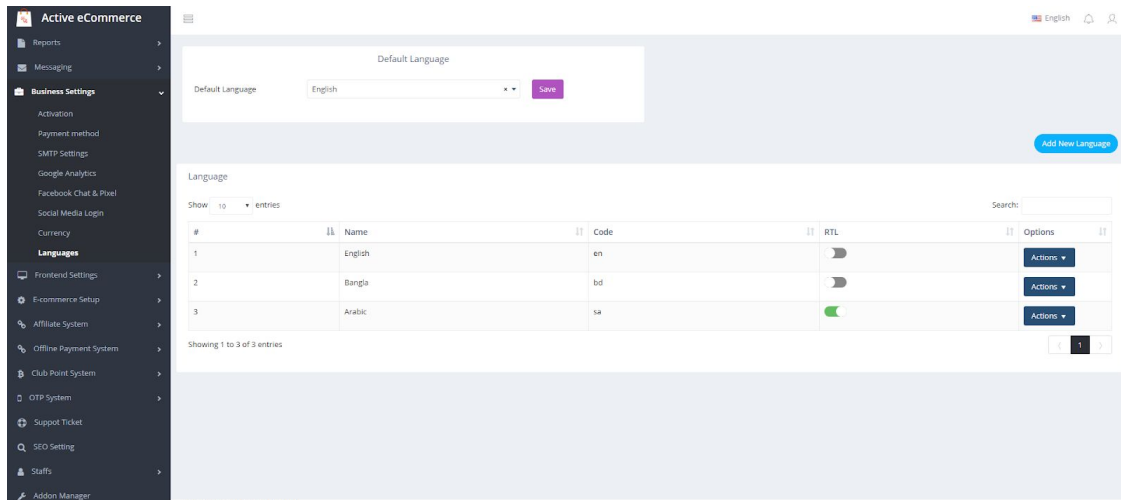 Active eCommerce
English
Reports
Messaging
Business Settings
Activation
Payment method
SMTP Settings
Google Analytics
Facebook Chat & Pixel
Social Media Login
Currency
Languages
Frontend Settings
E-commerce Setup
Affiliate System
Offline Payment System
Club Point System
OTP System
Suppot Ticket
SEO Setting
Staffs
Addon Manager
Default Language
Default Language English × Save
Add New Language
Language
Show 10 entries Search:
# Name Code RTL Options
1 English en Actions
2 Bangla bd Actions
3 Arabic sa Actions
Showing 1 to 3 of 3 entries 1